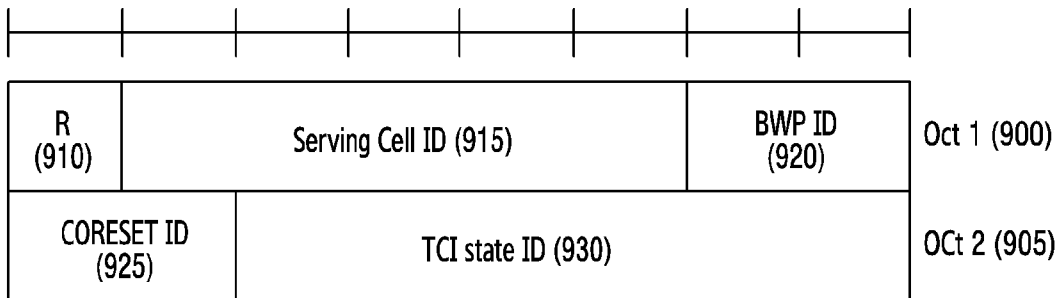 R
(910)
Serving Cell ID (915)
BWP ID
(920)
Oct 1 (900)
CORESET ID
(925)
TCI state ID (930)
OCt 2 (905)